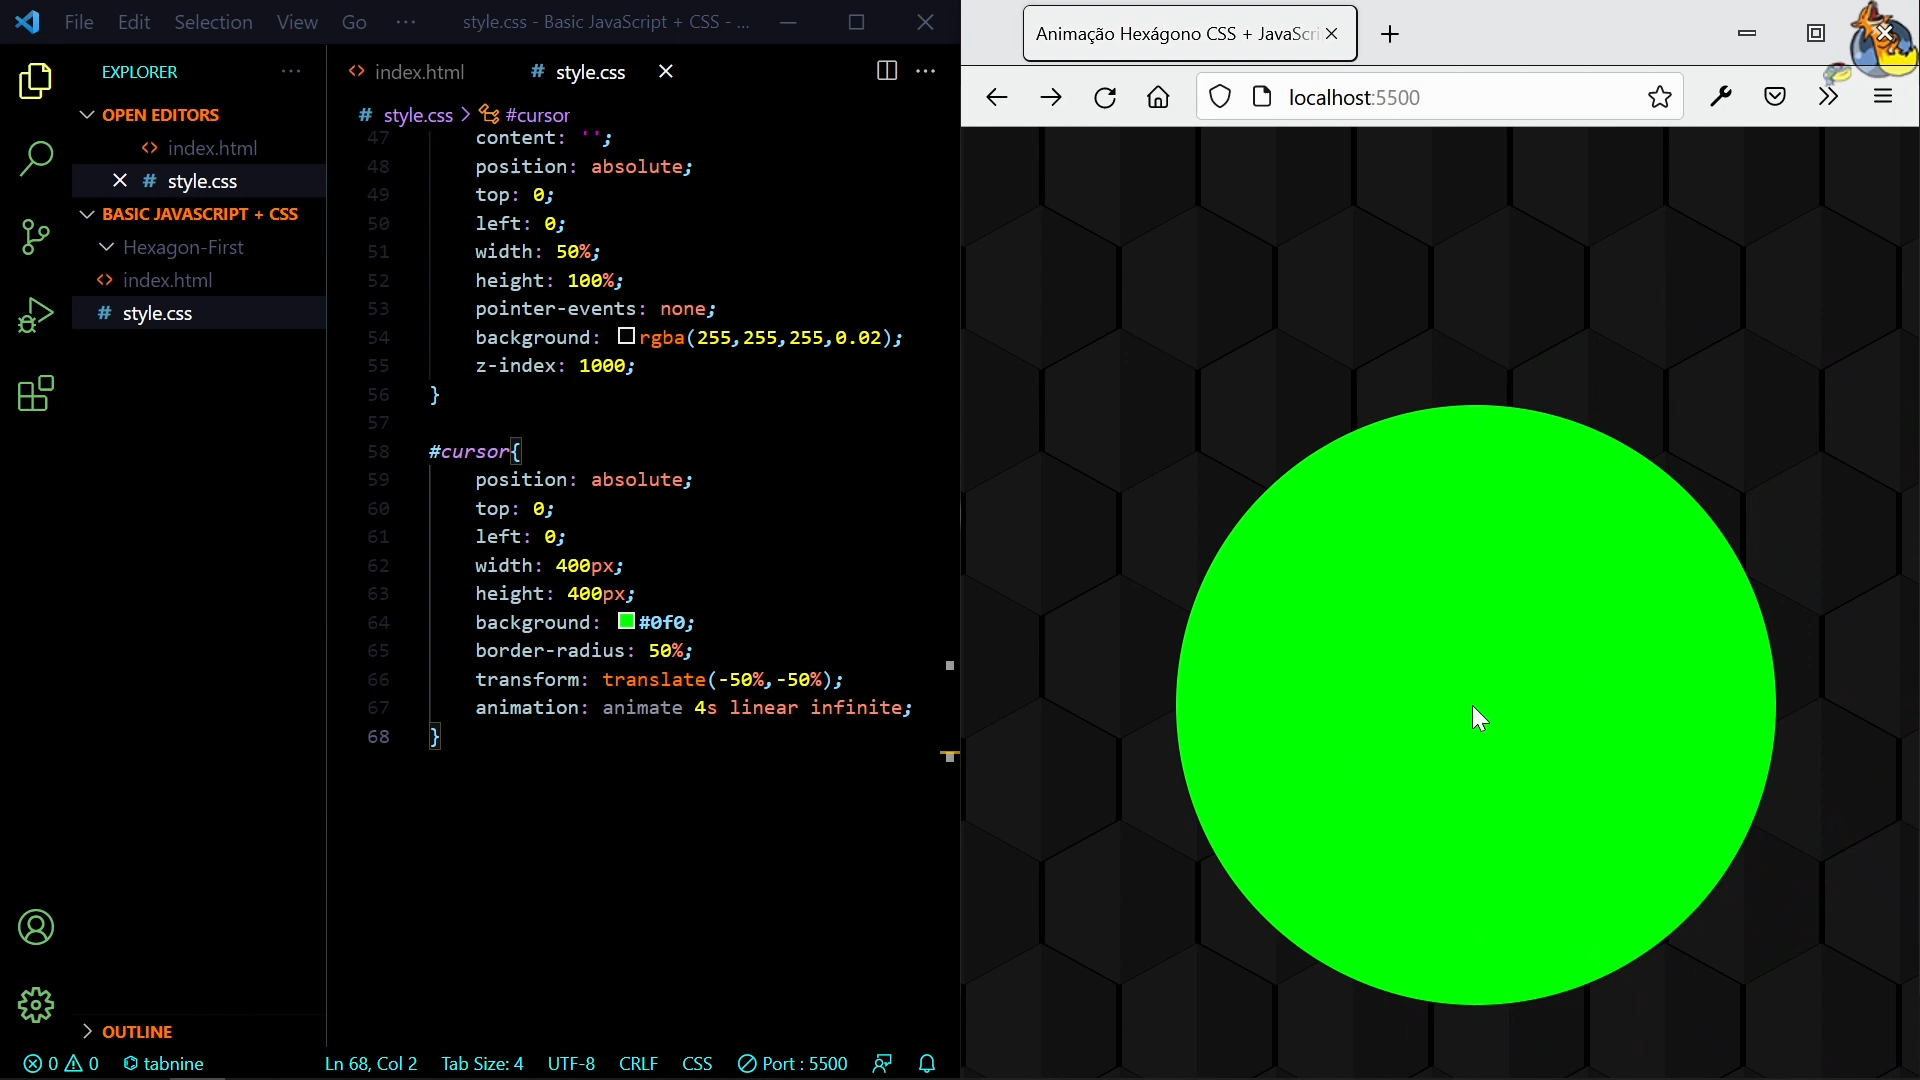 File Edit Selection View Go ··· style.css - Basic JavaScript + CSS - ...
EXPLORER ···
OPEN EDITORS
index.html
style.css
BASIC JAVASCRIPT + CSS
Hexagon-First
index.html
style.css
OUTLINE
index.html # style.css
# style.css > #cursor
47 content: '';
48 position: absolute;
49 top: 0;
50 left: 0;
51 width: 50%;
52 height: 100%;
53 pointer-events: none;
54 background: rgba(255,255,255,0.02);
55 z-index: 1000;
56 }
57
58 #cursor{
59 position: absolute;
60 top: 0;
61 left: 0;
62 width: 400px;
63 height: 400px;
64 background: #0f0;
65 border-radius: 50%;
66 transform: translate(-50%,-50%);
67 animation: animate 4s linear infinite;
68 }
0 0 tabnine Ln 68, Col 2 Tab Size: 4 UTF-8 CRLF CSS Port : 5500
Animação Hexágono CSS + JavaScri
localhost:5500